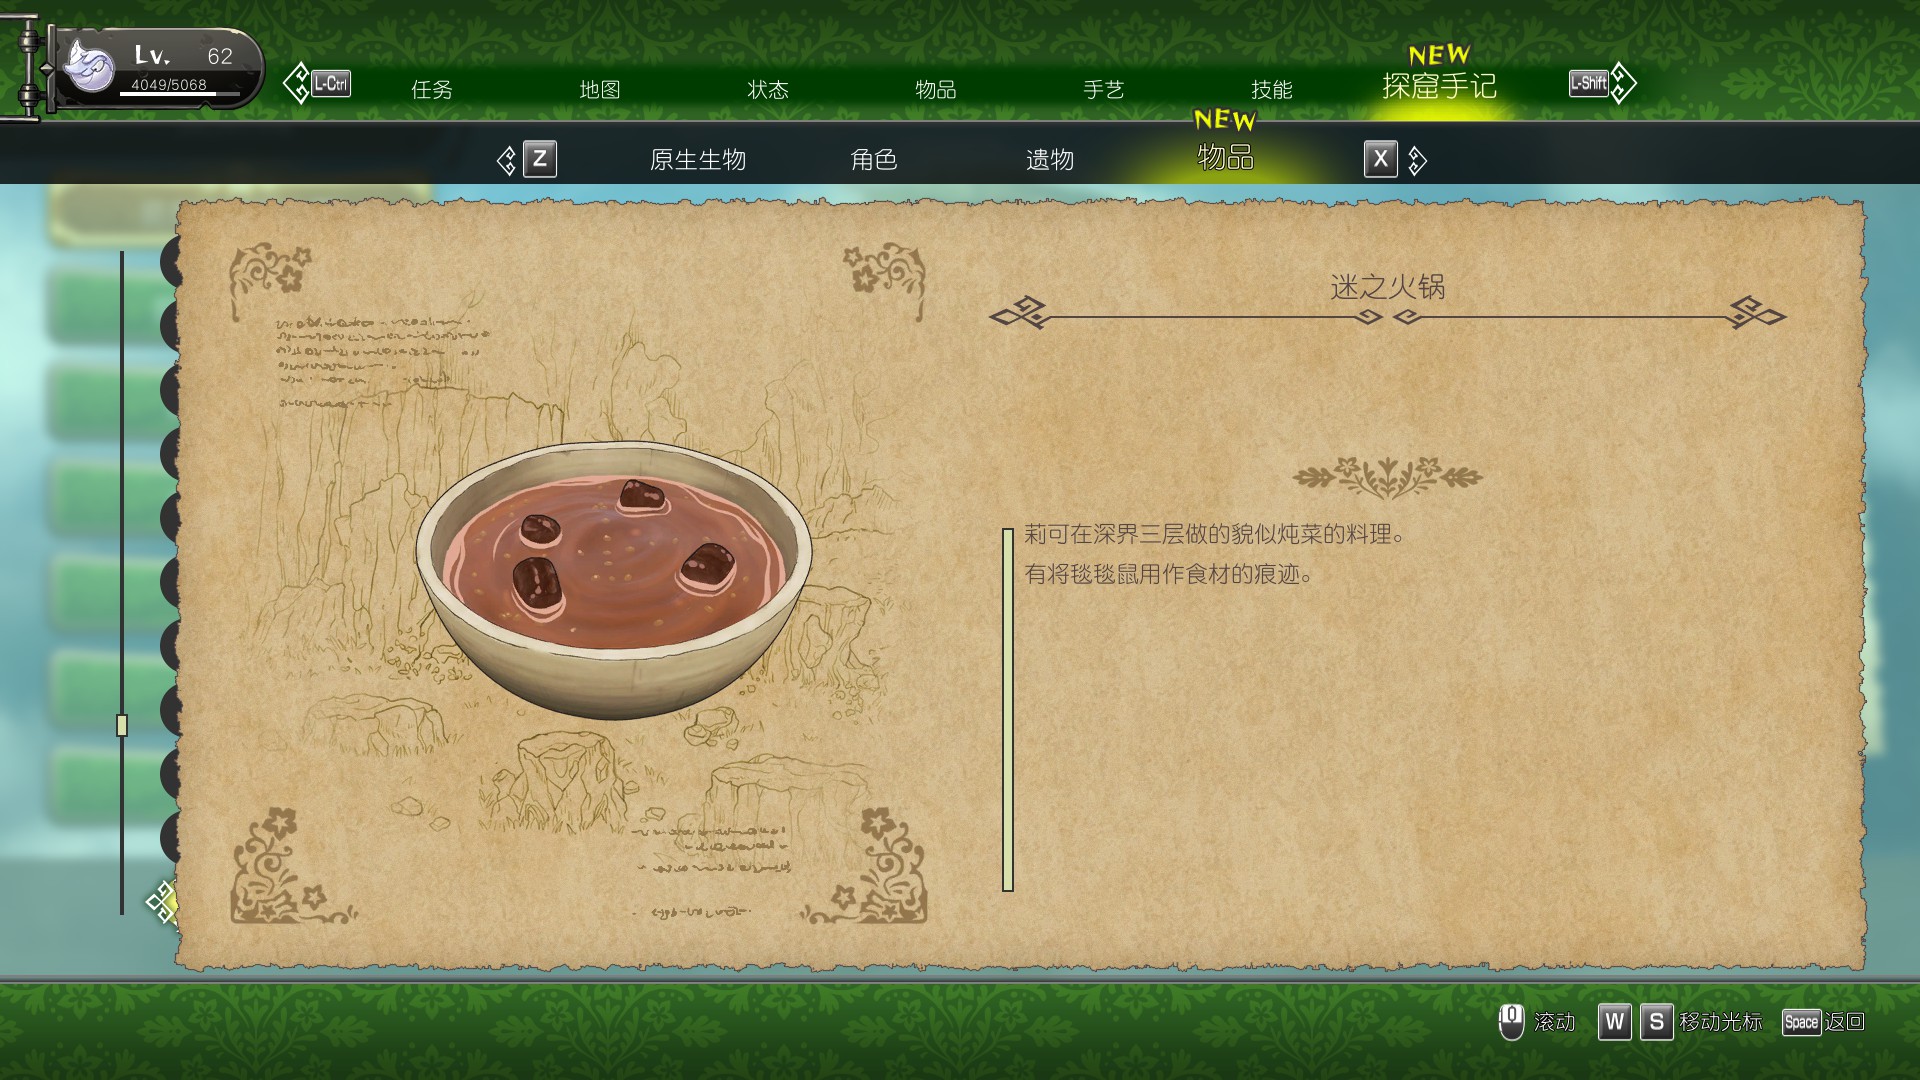 Lv. 62
4049/5068
L-Ctrl 任务 地图 状态 物品 手艺 技能 NEW 探窟手记 L-Shift
Z 原生生物 角色 遗物 NEW 物品 X
迷之火锅
莉可在深界三层做的貌似炖菜的料理。
有将毯毯鼠用作食材的痕迹。
滚动 W S 移动光标 Space 返回